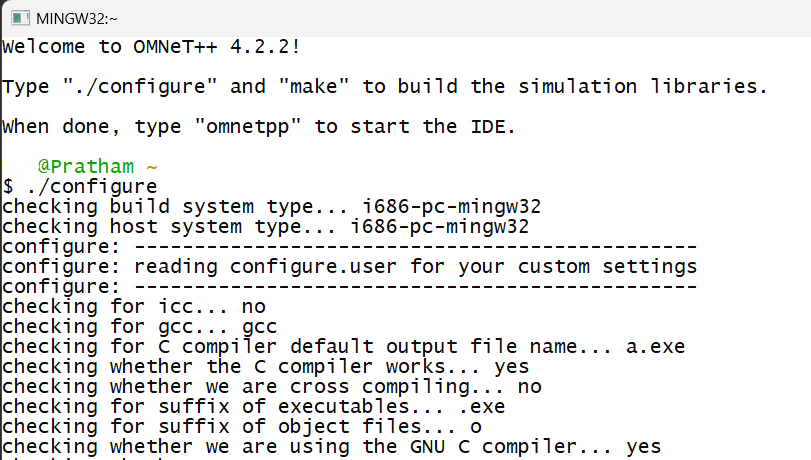 MINGW32:~
Welcome to OMNeT++ 4.2.2!
Type "./configure" and "make" to build the simulation libraries.
When done, type "omnetpp" to start the IDE.
@Pratham ~
$ ./configure
checking build system type... i686-pc-mingw32
checking host system type... i686-pc-mingw32
configure: -----------------------------------------------
configure: reading configure.user for your custom settings
configure: -----------------------------------------------
checking for icc... no
checking for gcc... gcc
checking for C compiler default output file name... a.exe
checking whether the C compiler works... yes
checking whether we are cross compiling... no
checking for suffix of executables... .exe
checking for suffix of object files... o
checking whether we are using the GNU C compiler... yes